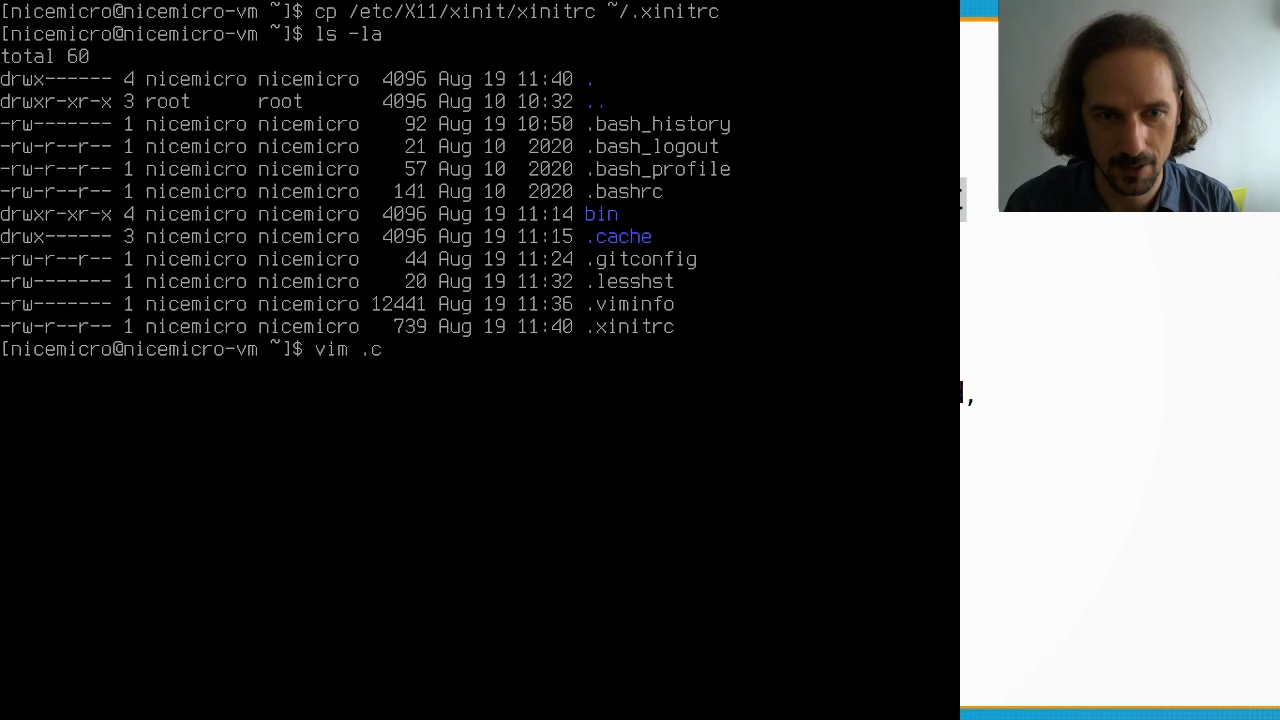 [nicemicro@nicemicro-vm ~]$ cp /etc/X11/xinit/xinitrc ~/.xinitrc
[nicemicro@nicemicro-vm ~]$ ls -la
total 60
drwx------ 4 nicemicro nicemicro  4096 Aug 19 11:40 .
drwxr-xr-x 3 root      root       4096 Aug 10 10:32 ..
-rw------- 1 nicemicro nicemicro    92 Aug 19 10:50 .bash_history
-rw-r--r-- 1 nicemicro nicemicro    21 Aug 10  2020 .bash_logout
-rw-r--r-- 1 nicemicro nicemicro    57 Aug 10  2020 .bash_profile
-rw-r--r-- 1 nicemicro nicemicro   141 Aug 10  2020 .bashrc
drwxr-xr-x 4 nicemicro nicemicro  4096 Aug 19 11:14 bin
drwx------ 3 nicemicro nicemicro  4096 Aug 19 11:15 .cache
-rw-r--r-- 1 nicemicro nicemicro    44 Aug 19 11:24 .gitconfig
-rw------- 1 nicemicro nicemicro    20 Aug 19 11:32 .lesshst
-rw------- 1 nicemicro nicemicro 12441 Aug 19 11:36 .viminfo
-rw-r--r-- 1 nicemicro nicemicro   739 Aug 19 11:40 .xinitrc
[nicemicro@nicemicro-vm ~]$ vim .c